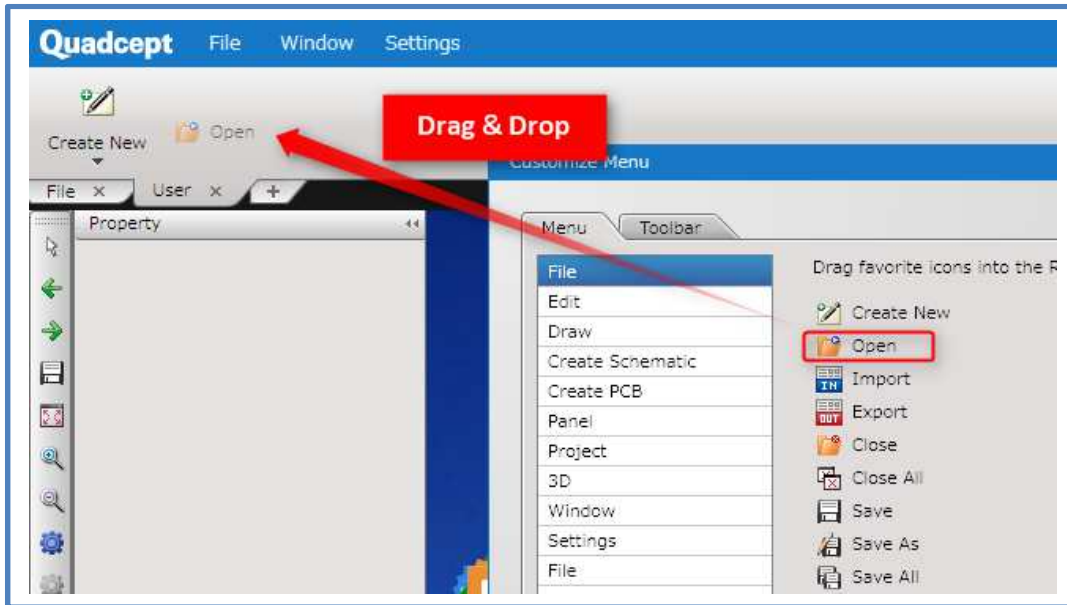 Quadcept File Window Settings
Create New
Open
Drag & Drop
Customize Menu
File × User × +
Property
Menu Toolbar
File
Edit
Draw
Create Schematic
Create PCB
Panel
Project
3D
Window
Settings
File
Drag favorite icons into the
Create New
Open
IN Import
OUT Export
Close
Close All
Save
Save As
Save All